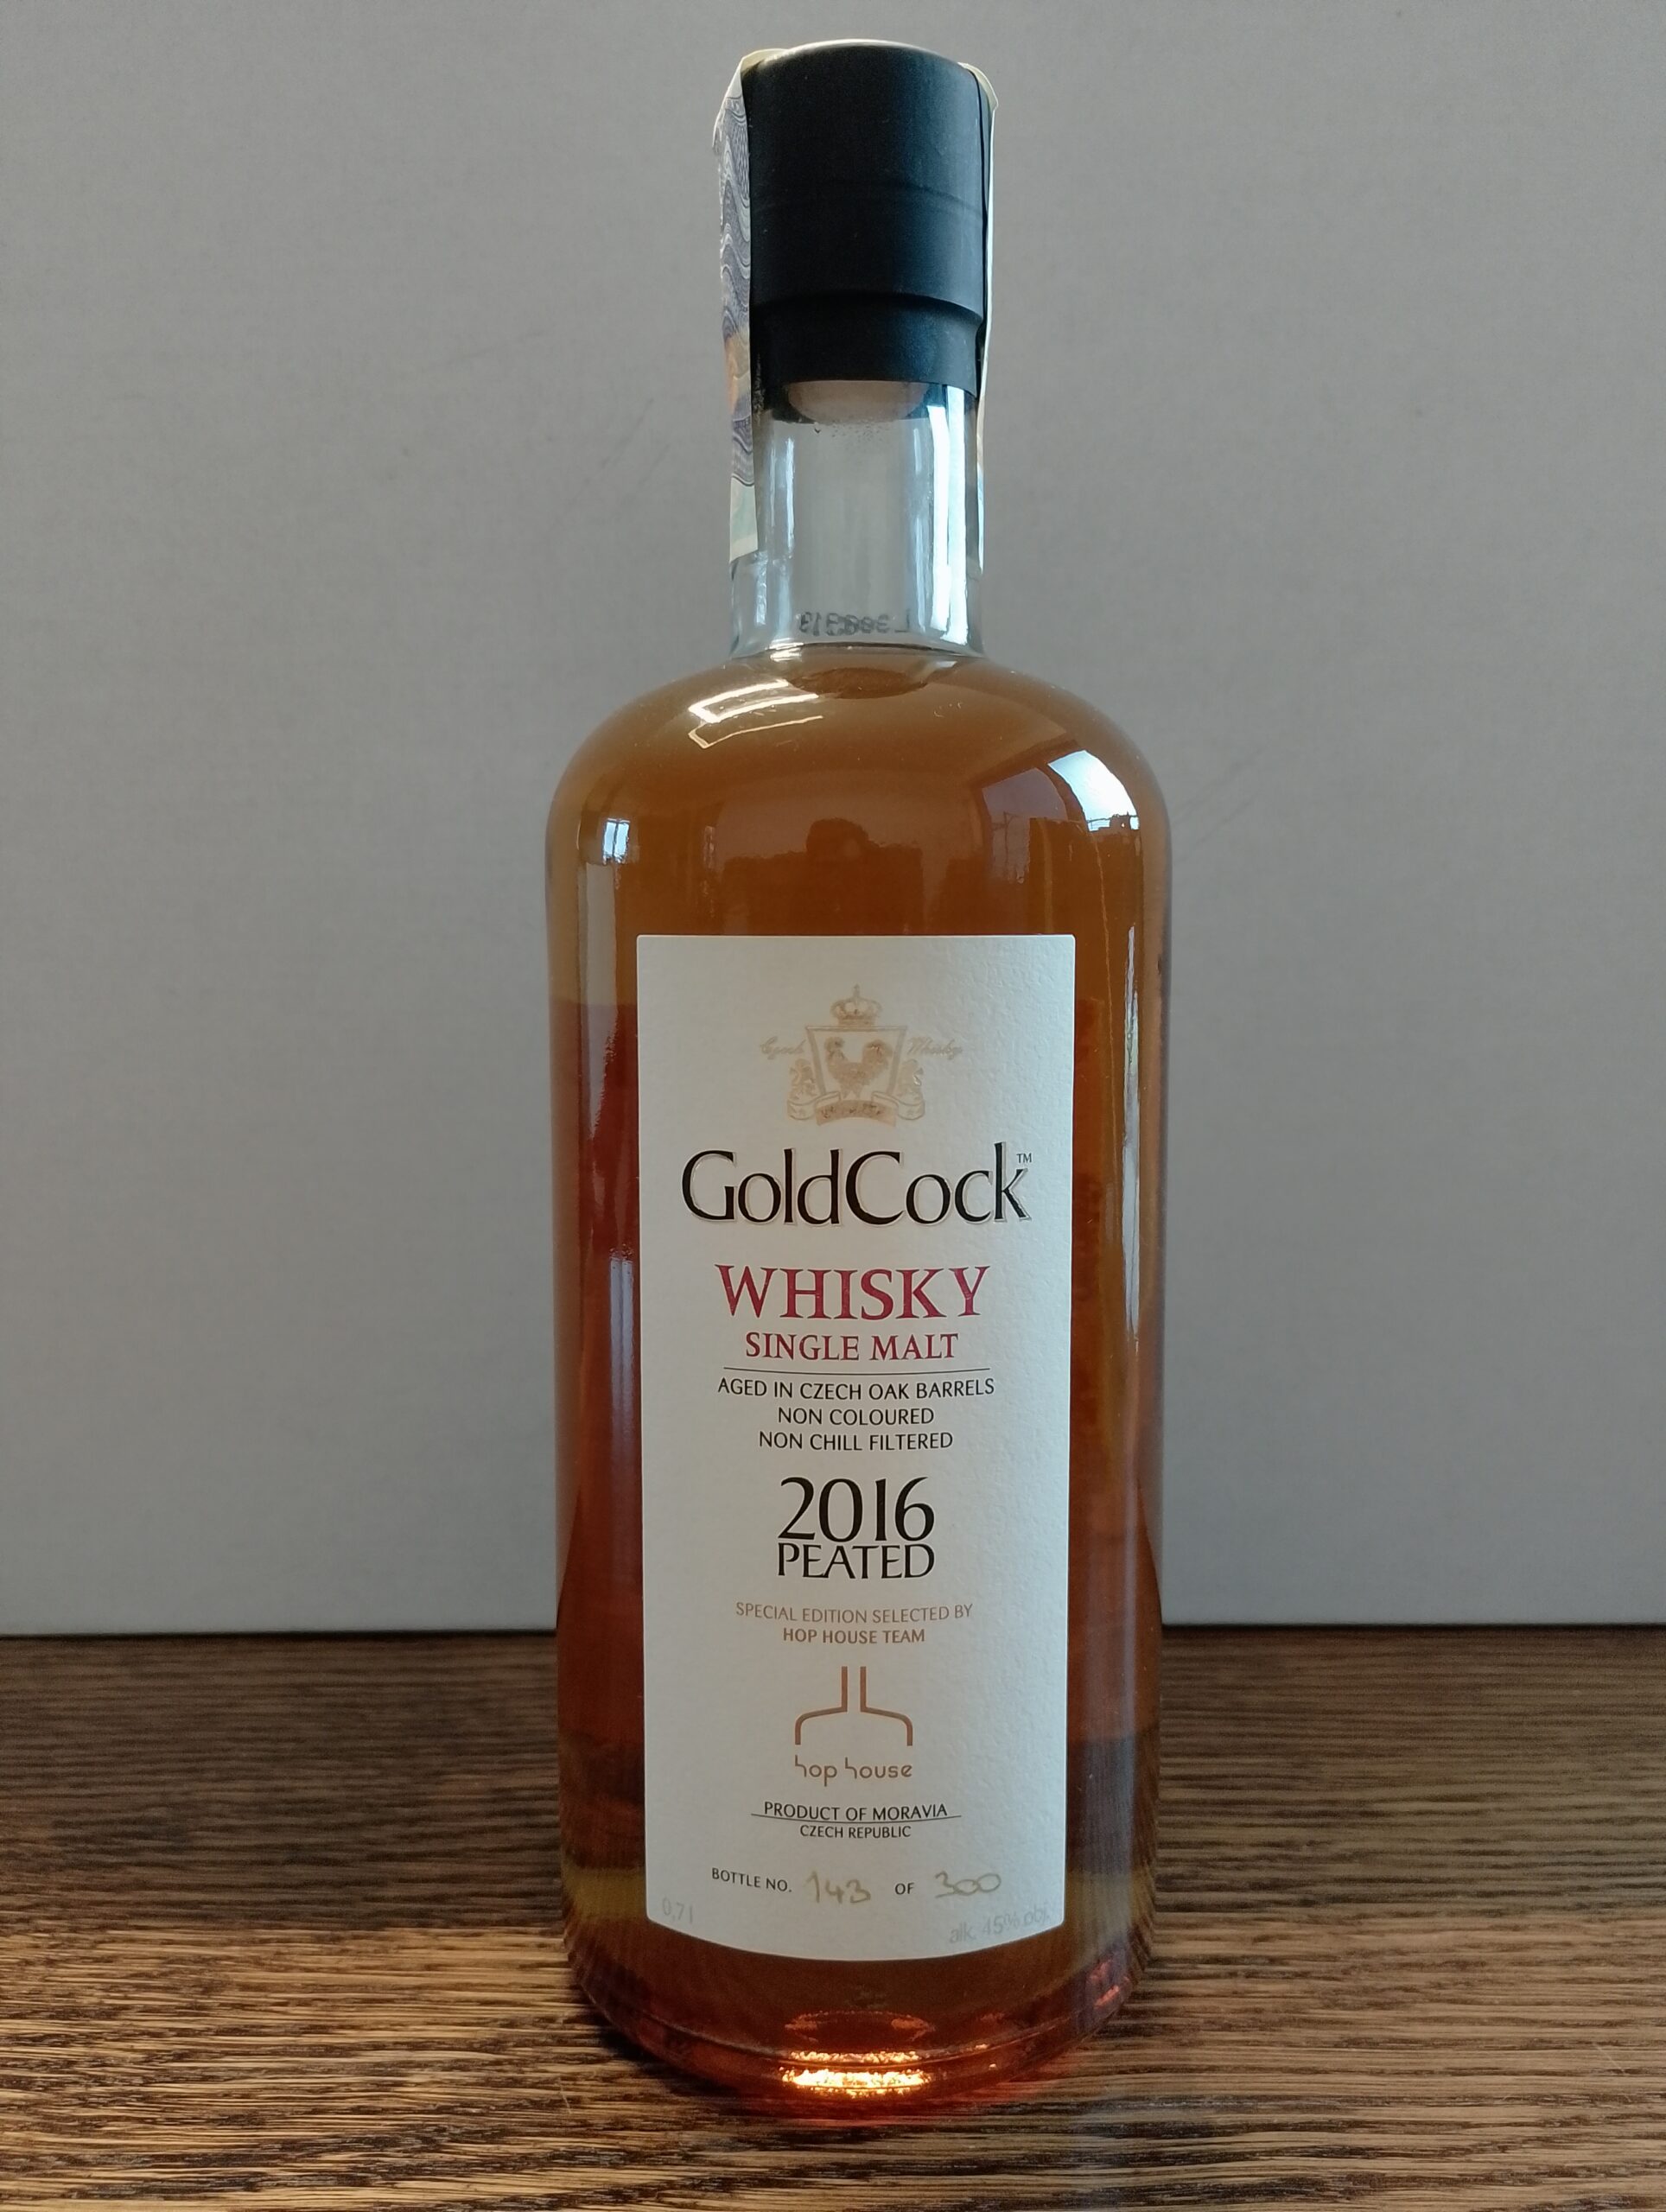 Czech Whisky
GoldCock™
WHISKY
SINGLE MALT
AGED IN CZECH OAK BARRELS
NON COLOURED
NON CHILL FILTERED
2016
PEATED
SPECIAL EDITION SELECTED BY
HOP HOUSE TEAM
hop house
PRODUCT OF MORAVIA
CZECH REPUBLIC
BOTTLE NO. 143 OF 300
0,7 l alk. 45% obj.